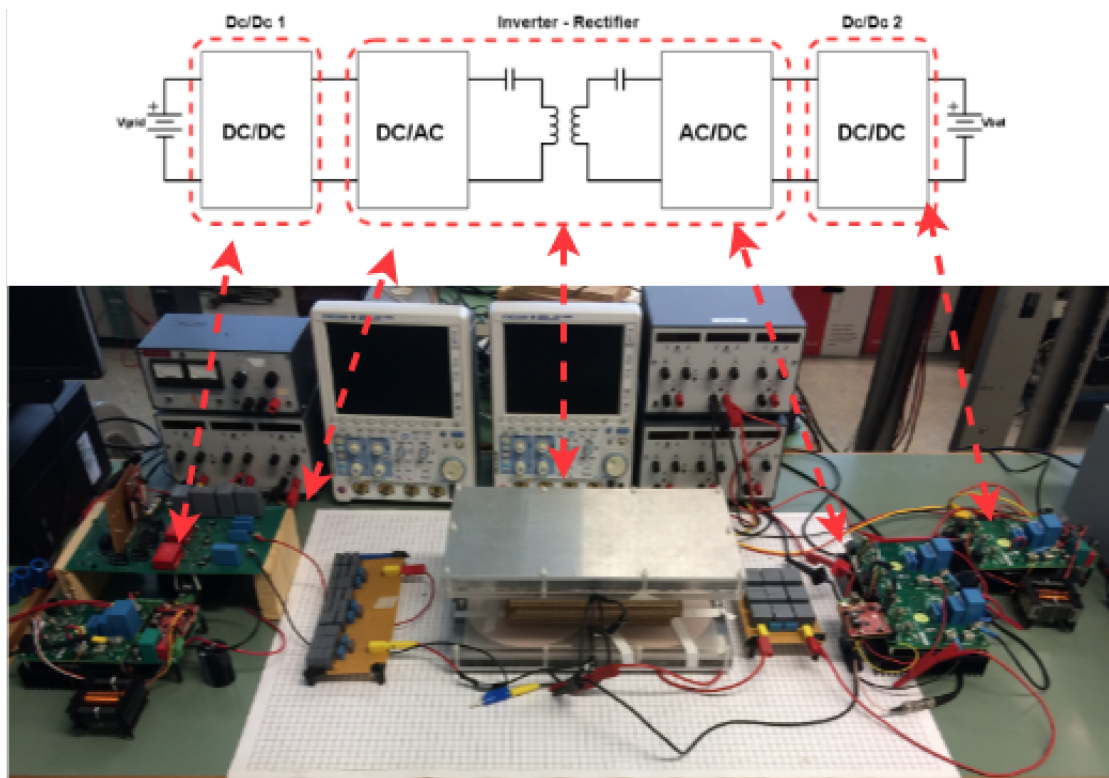 Dc/Dc 1
Inverter - Rectifier
Dc/Dc 2
+
Vgrid
DC/DC
DC/AC
AC/DC
DC/DC
+
Vbat